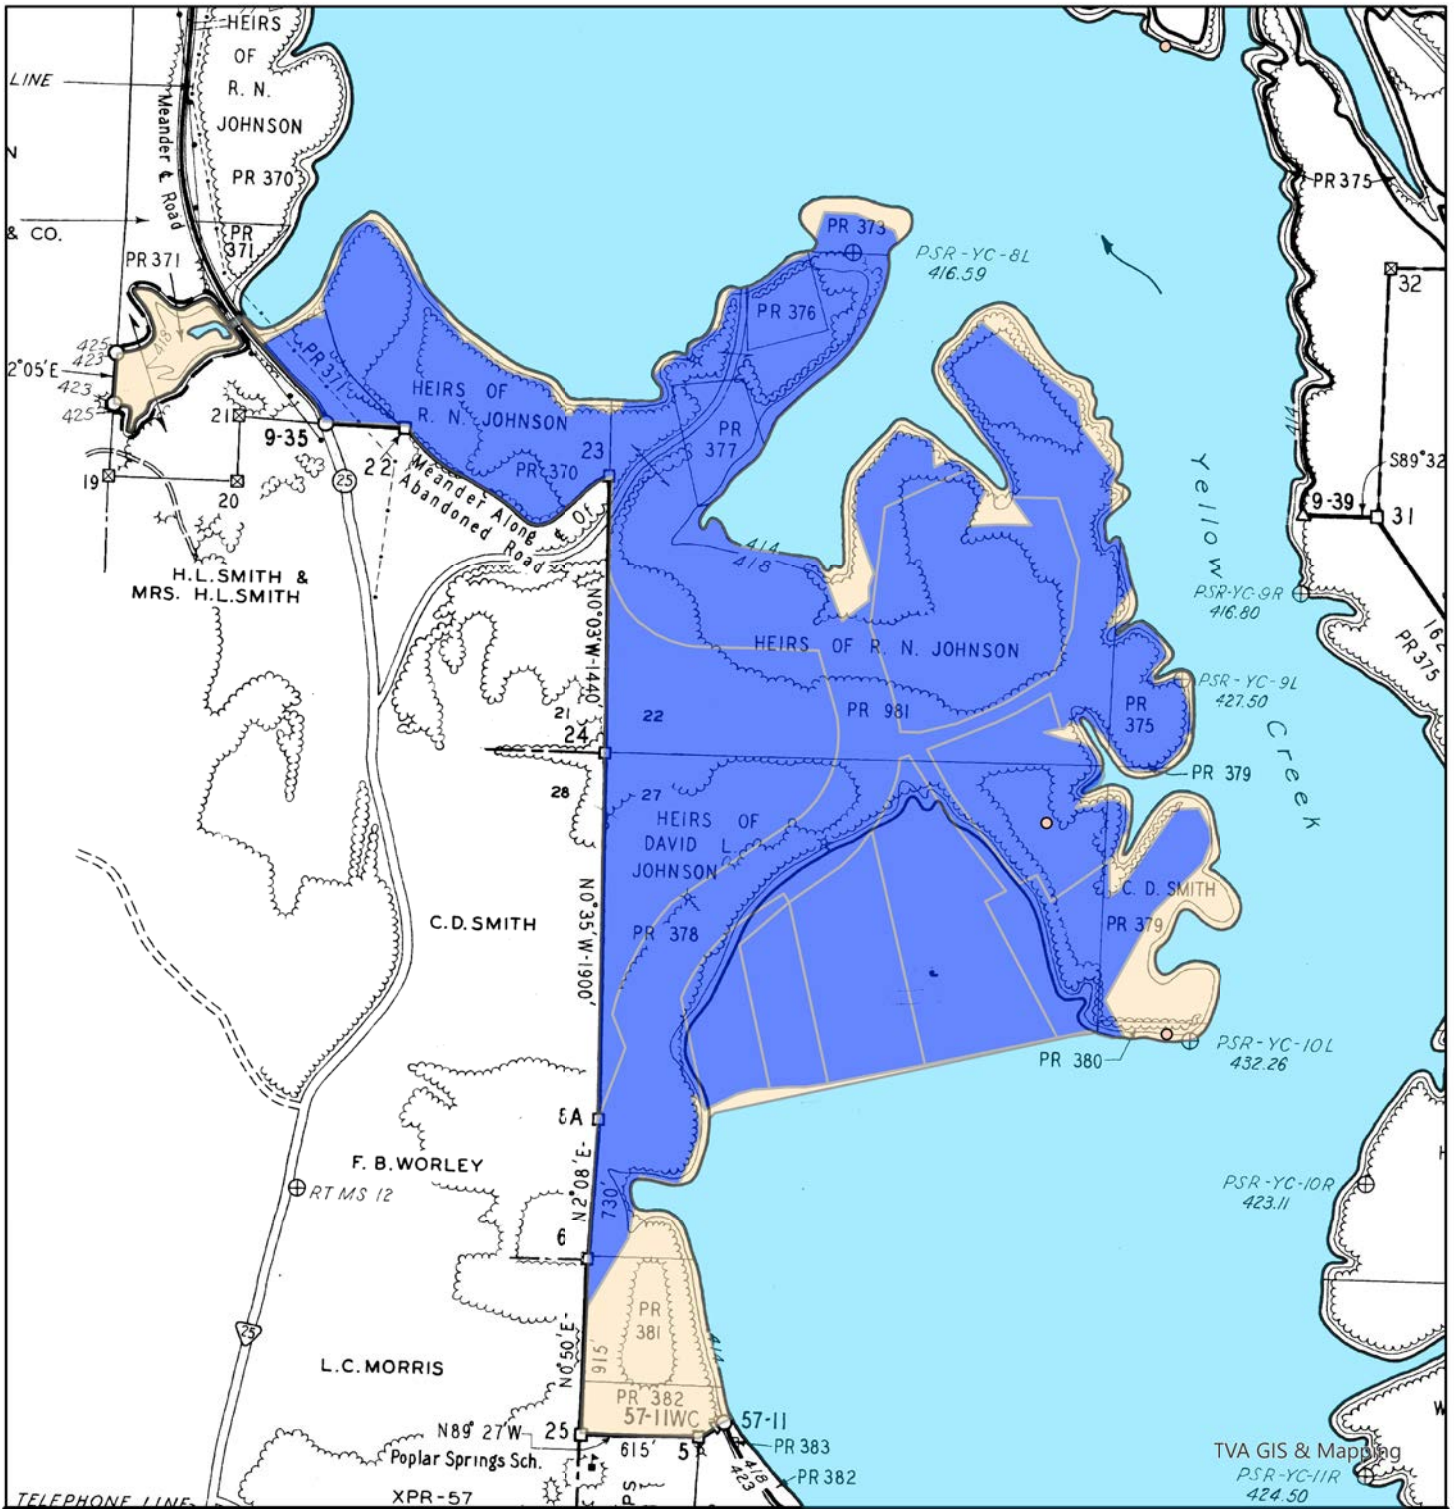 HEIRS
OF
R. N.
JOHNSON
PR 370
LINE
Meander ℄ Road
N
& CO.
PR
371
PR 371
418
425
423
2°05'E
423
425
21
9-35
22
19
20
25
PR 371
HEIRS OF
R. N. JOHNSON
PR 370
23
Meander Along
Abandoned
Road
℄ Of
PR 373
PSR-YC-8L
416.59
PR 376
PR
377
414
418
PR 375
32
414
S89°32
9-39
31
Yellow Creek
PSR-YC-9R
416.80
162
PR 375
H.L. SMITH &
MRS. H.L. SMITH
N0°03'W-1440'
HEIRS OF R. N. JOHNSON
PR 981
PSR-YC-9L
427.50
PR
375
PR 379
21
22
24
28
27
HEIRS OF
DAVID L.
JOHNSON
C. D. SMITH
PR 379
C.D. SMITH
PR 378
N0°35'W-1900'
PR 380
PSR-YC-10L
432.26
8A
F. B. WORLEY
RT MS 12
N2°08'E-
730'
6
PSR-YC-10R
423.11
25
PR
381
414
L.C. MORRIS
N0°50'E-
915'
PR 382
57-11WC
57-11
N89° 27'W
25
615'
5
Poplar Springs Sch.
PR 383
418
423
PR 382
XPR-57
PS
TELEPHONE LINE
TVA GIS & Mapping
PSR-YC-11R
424.50